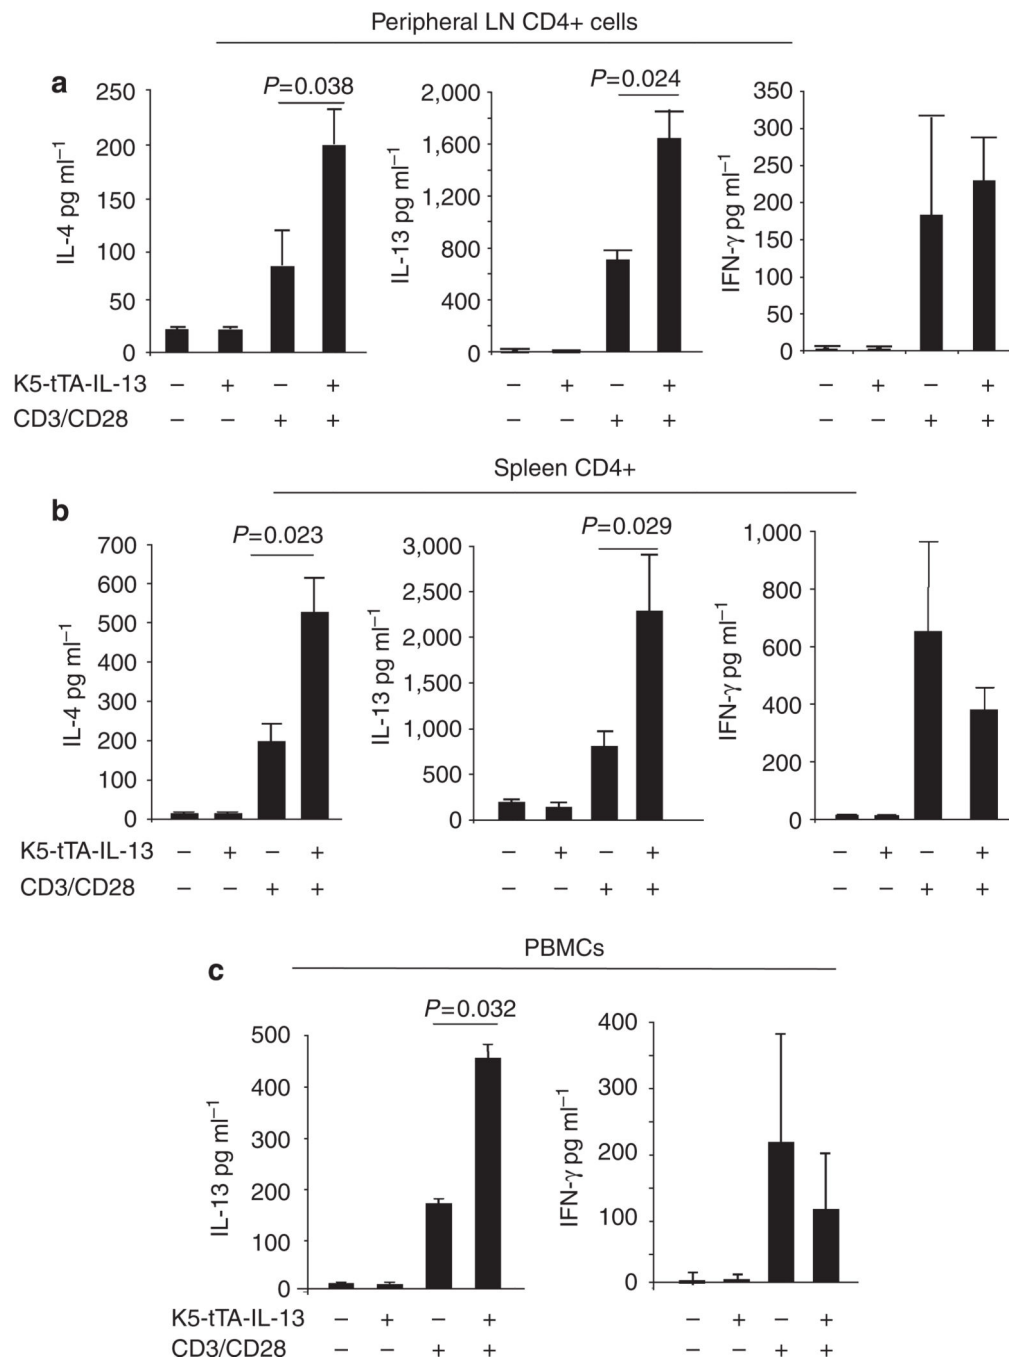 Peripheral LN CD4+ cells
a
P=0.038
P=0.024
IL-4 pg ml⁻¹
250
200
150
100
50
0
IL-13 pg ml⁻¹
2,000
1,600
1,200
800
400
0
IFN-γ pg ml⁻¹
350
300
250
200
150
100
50
0
K5-tTA-IL-13 − + − + − + − + − + − +
CD3/CD28 − − + + − − + + − − + +
Spleen CD4+
b
P=0.023
P=0.029
IL-4 pg ml⁻¹
700
600
500
400
300
200
100
0
IL-13 pg ml⁻¹
3,000
2,500
2,000
1,500
1,000
500
0
IFN-γ pg ml⁻¹
1,000
800
600
400
200
0
K5-tTA-IL-13 − + − + − + − + − + − +
CD3/CD28 − − + + − − + + − − + +
PBMCs
c
P=0.032
IL-13 pg ml⁻¹
500
400
300
200
100
0
IFN-γ pg ml⁻¹
400
300
200
100
0
K5-tTA-IL-13 − + − + − + − +
CD3/CD28 − − + + − − + +